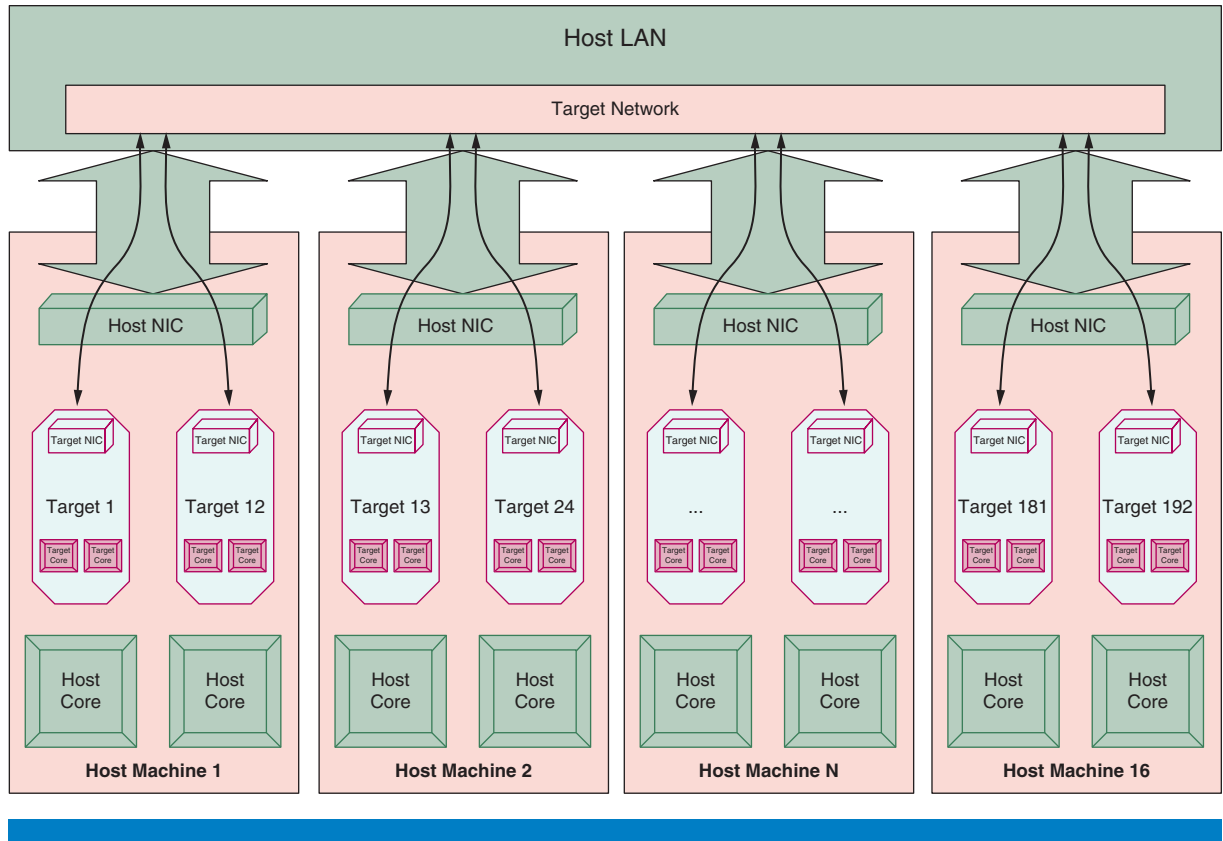 Host LAN
Target Network
Host NIC
Host NIC
Host NIC
Host NIC
Target NIC
Target NIC
Target NIC
Target NIC
Target NIC
Target NIC
Target NIC
Target NIC
Target 1
Target 12
Target 13
Target 24
...
...
Target 181
Target 192
Target
Core
Target
Core
Target
Core
Target
Core
Target
Core
Target
Core
Target
Core
Target
Core
Target
Core
Target
Core
Target
Core
Target
Core
Target
Core
Target
Core
Target
Core
Target
Core
Host
Core
Host
Core
Host
Core
Host
Core
Host
Core
Host
Core
Host
Core
Host
Core
Host Machine 1
Host Machine 2
Host Machine N
Host Machine 16